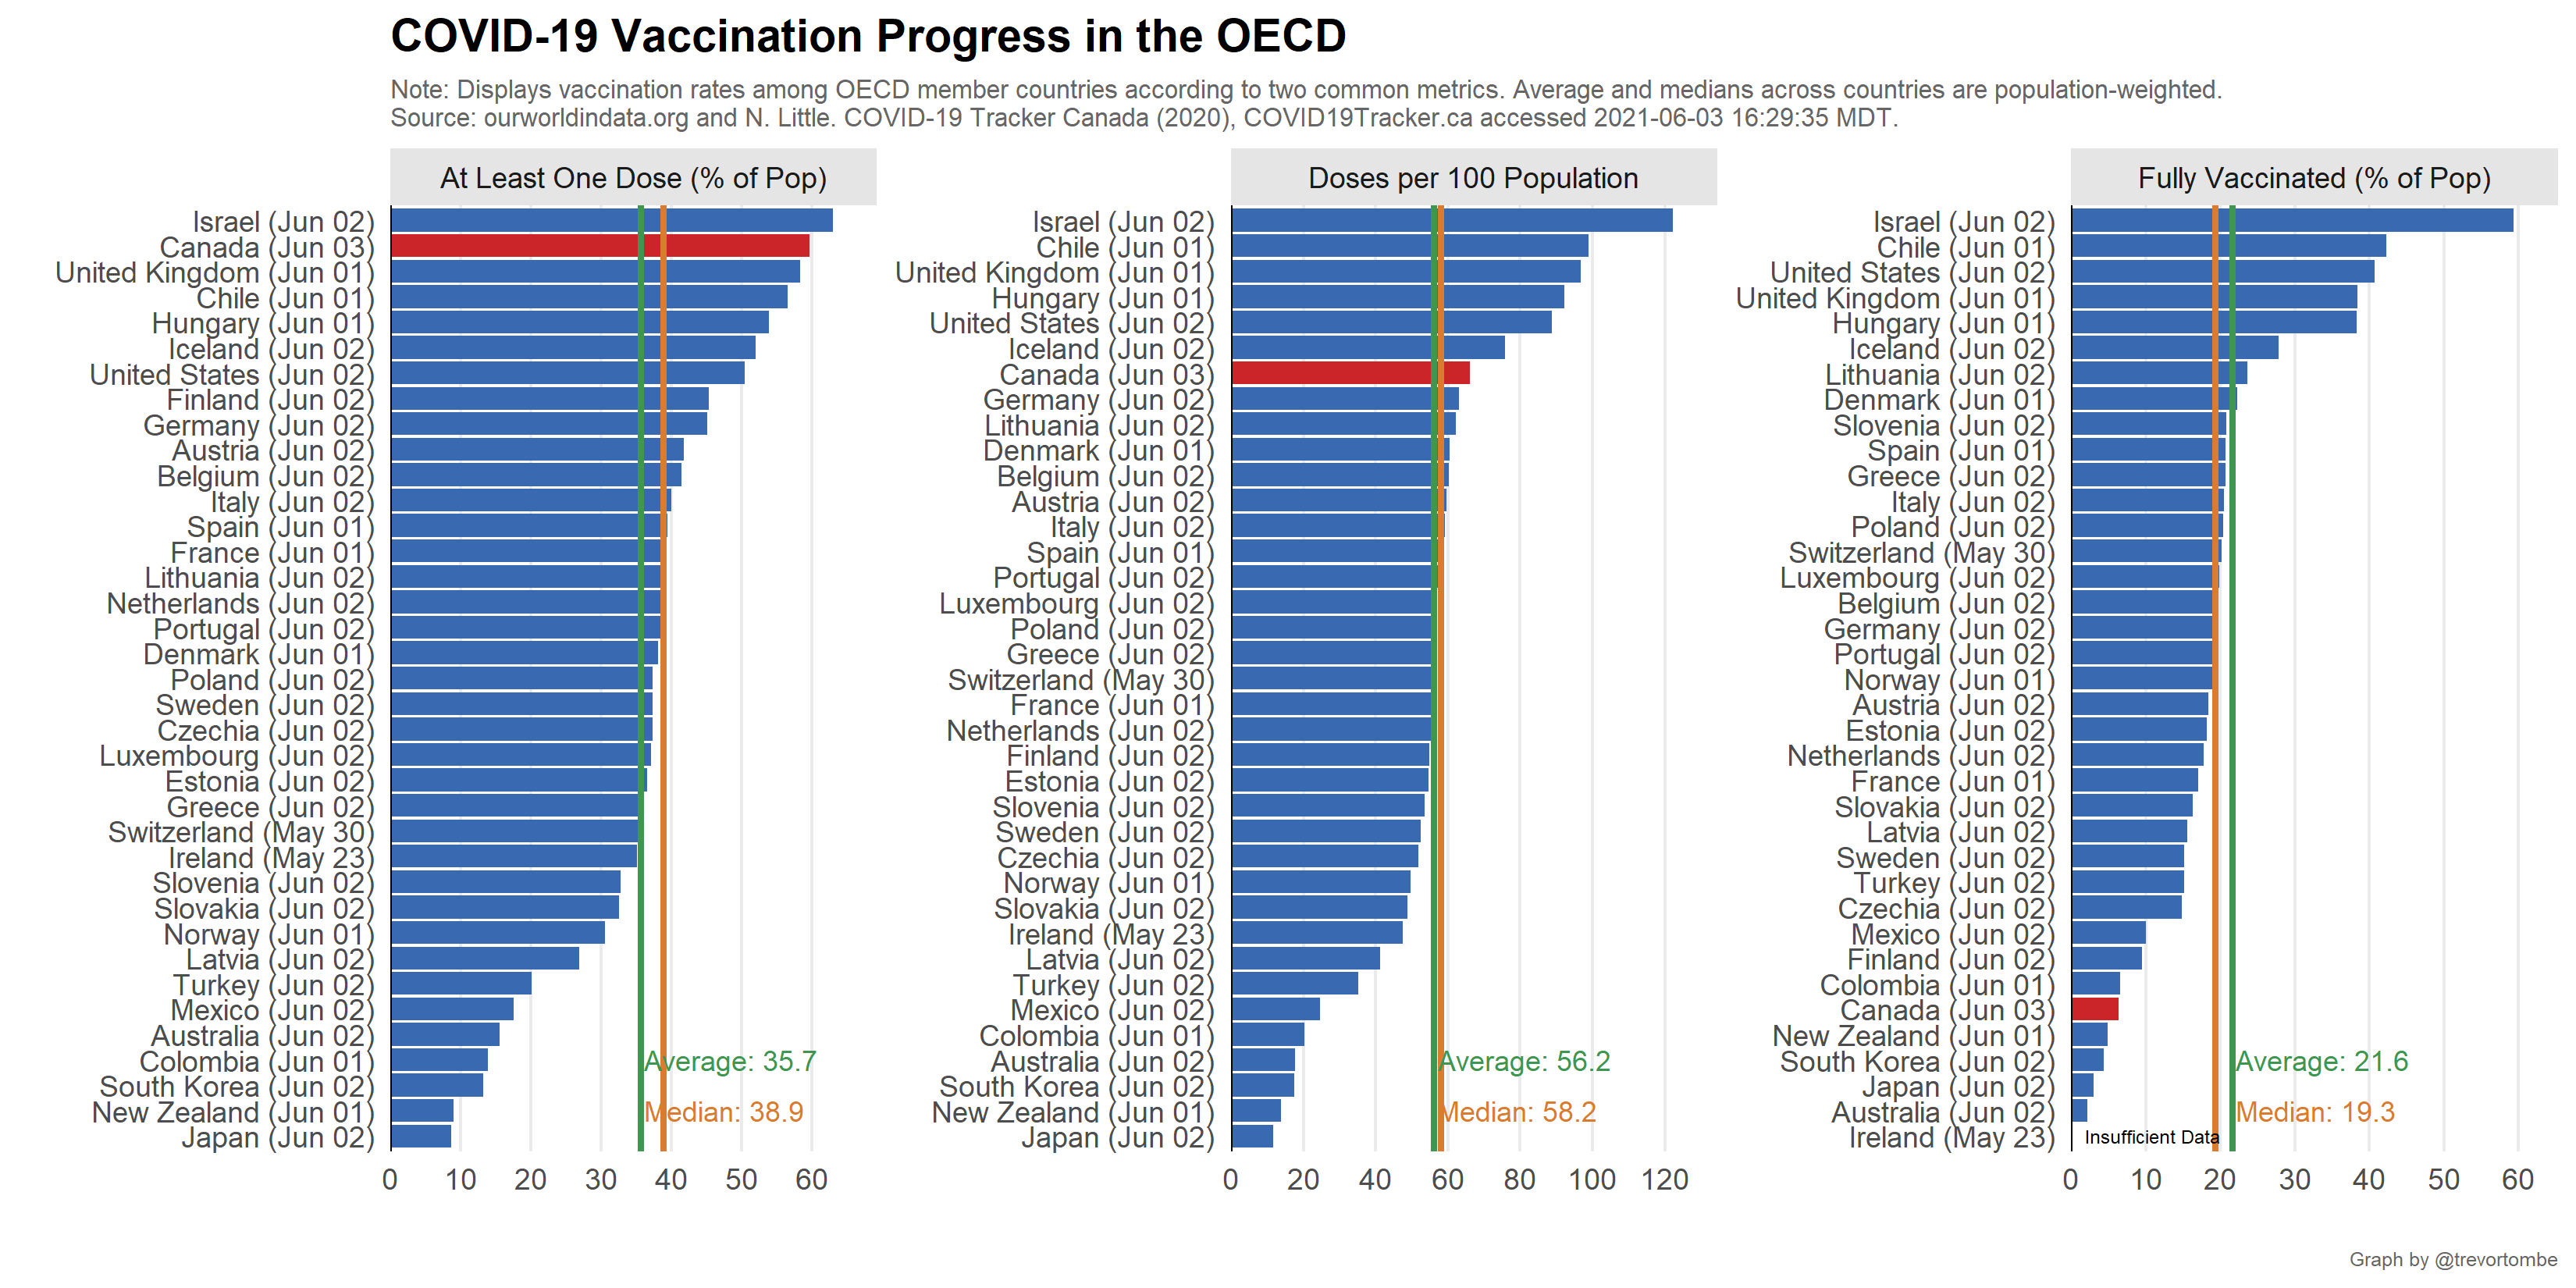 COVID-19 Vaccination Progress in the OECD
Note: Displays vaccination rates among OECD member countries according to two common metrics. Average and medians across countries are population-weighted.
Source: ourworldindata.org and N. Little. COVID-19 Tracker Canada (2020), COVID19Tracker.ca accessed 2021-06-03 16:29:35 MDT.
At Least One Dose (% of Pop)
Israel (Jun 02)
Canada (Jun 03)
United Kingdom (Jun 01)
Chile (Jun 01)
Hungary (Jun 01)
Iceland (Jun 02)
United States (Jun 02)
Finland (Jun 02)
Germany (Jun 02)
Austria (Jun 02)
Belgium (Jun 02)
Italy (Jun 02)
Spain (Jun 01)
France (Jun 01)
Lithuania (Jun 02)
Netherlands (Jun 02)
Portugal (Jun 02)
Denmark (Jun 01)
Poland (Jun 02)
Sweden (Jun 02)
Czechia (Jun 02)
Luxembourg (Jun 02)
Estonia (Jun 02)
Greece (Jun 02)
Switzerland (May 30)
Ireland (May 23)
Slovenia (Jun 02)
Slovakia (Jun 02)
Norway (Jun 01)
Latvia (Jun 02)
Turkey (Jun 02)
Mexico (Jun 02)
Australia (Jun 02)
Colombia (Jun 01)
South Korea (Jun 02)
New Zealand (Jun 01)
Japan (Jun 02)
Average: 35.7
Median: 38.9
0 10 20 30 40 50 60
Doses per 100 Population
Israel (Jun 02)
Chile (Jun 01)
United Kingdom (Jun 01)
Hungary (Jun 01)
United States (Jun 02)
Iceland (Jun 02)
Canada (Jun 03)
Germany (Jun 02)
Lithuania (Jun 02)
Denmark (Jun 01)
Belgium (Jun 02)
Austria (Jun 02)
Italy (Jun 02)
Spain (Jun 01)
Portugal (Jun 02)
Luxembourg (Jun 02)
Poland (Jun 02)
Greece (Jun 02)
Switzerland (May 30)
France (Jun 01)
Netherlands (Jun 02)
Finland (Jun 02)
Estonia (Jun 02)
Slovenia (Jun 02)
Sweden (Jun 02)
Czechia (Jun 02)
Norway (Jun 01)
Slovakia (Jun 02)
Ireland (May 23)
Latvia (Jun 02)
Turkey (Jun 02)
Mexico (Jun 02)
Colombia (Jun 01)
Australia (Jun 02)
South Korea (Jun 02)
New Zealand (Jun 01)
Japan (Jun 02)
Average: 56.2
Median: 58.2
0 20 40 60 80 100 120
Fully Vaccinated (% of Pop)
Israel (Jun 02)
Chile (Jun 01)
United States (Jun 02)
United Kingdom (Jun 01)
Hungary (Jun 01)
Iceland (Jun 02)
Lithuania (Jun 02)
Denmark (Jun 01)
Slovenia (Jun 02)
Spain (Jun 01)
Greece (Jun 02)
Italy (Jun 02)
Poland (Jun 02)
Switzerland (May 30)
Luxembourg (Jun 02)
Belgium (Jun 02)
Germany (Jun 02)
Portugal (Jun 02)
Norway (Jun 01)
Austria (Jun 02)
Estonia (Jun 02)
Netherlands (Jun 02)
France (Jun 01)
Slovakia (Jun 02)
Latvia (Jun 02)
Sweden (Jun 02)
Turkey (Jun 02)
Czechia (Jun 02)
Mexico (Jun 02)
Finland (Jun 02)
Colombia (Jun 01)
Canada (Jun 03)
New Zealand (Jun 01)
South Korea (Jun 02)
Japan (Jun 02)
Australia (Jun 02)
Ireland (May 23)
Average: 21.6
Median: 19.3
Insufficient Data
0 10 20 30 40 50 60
Graph by @trevortombe